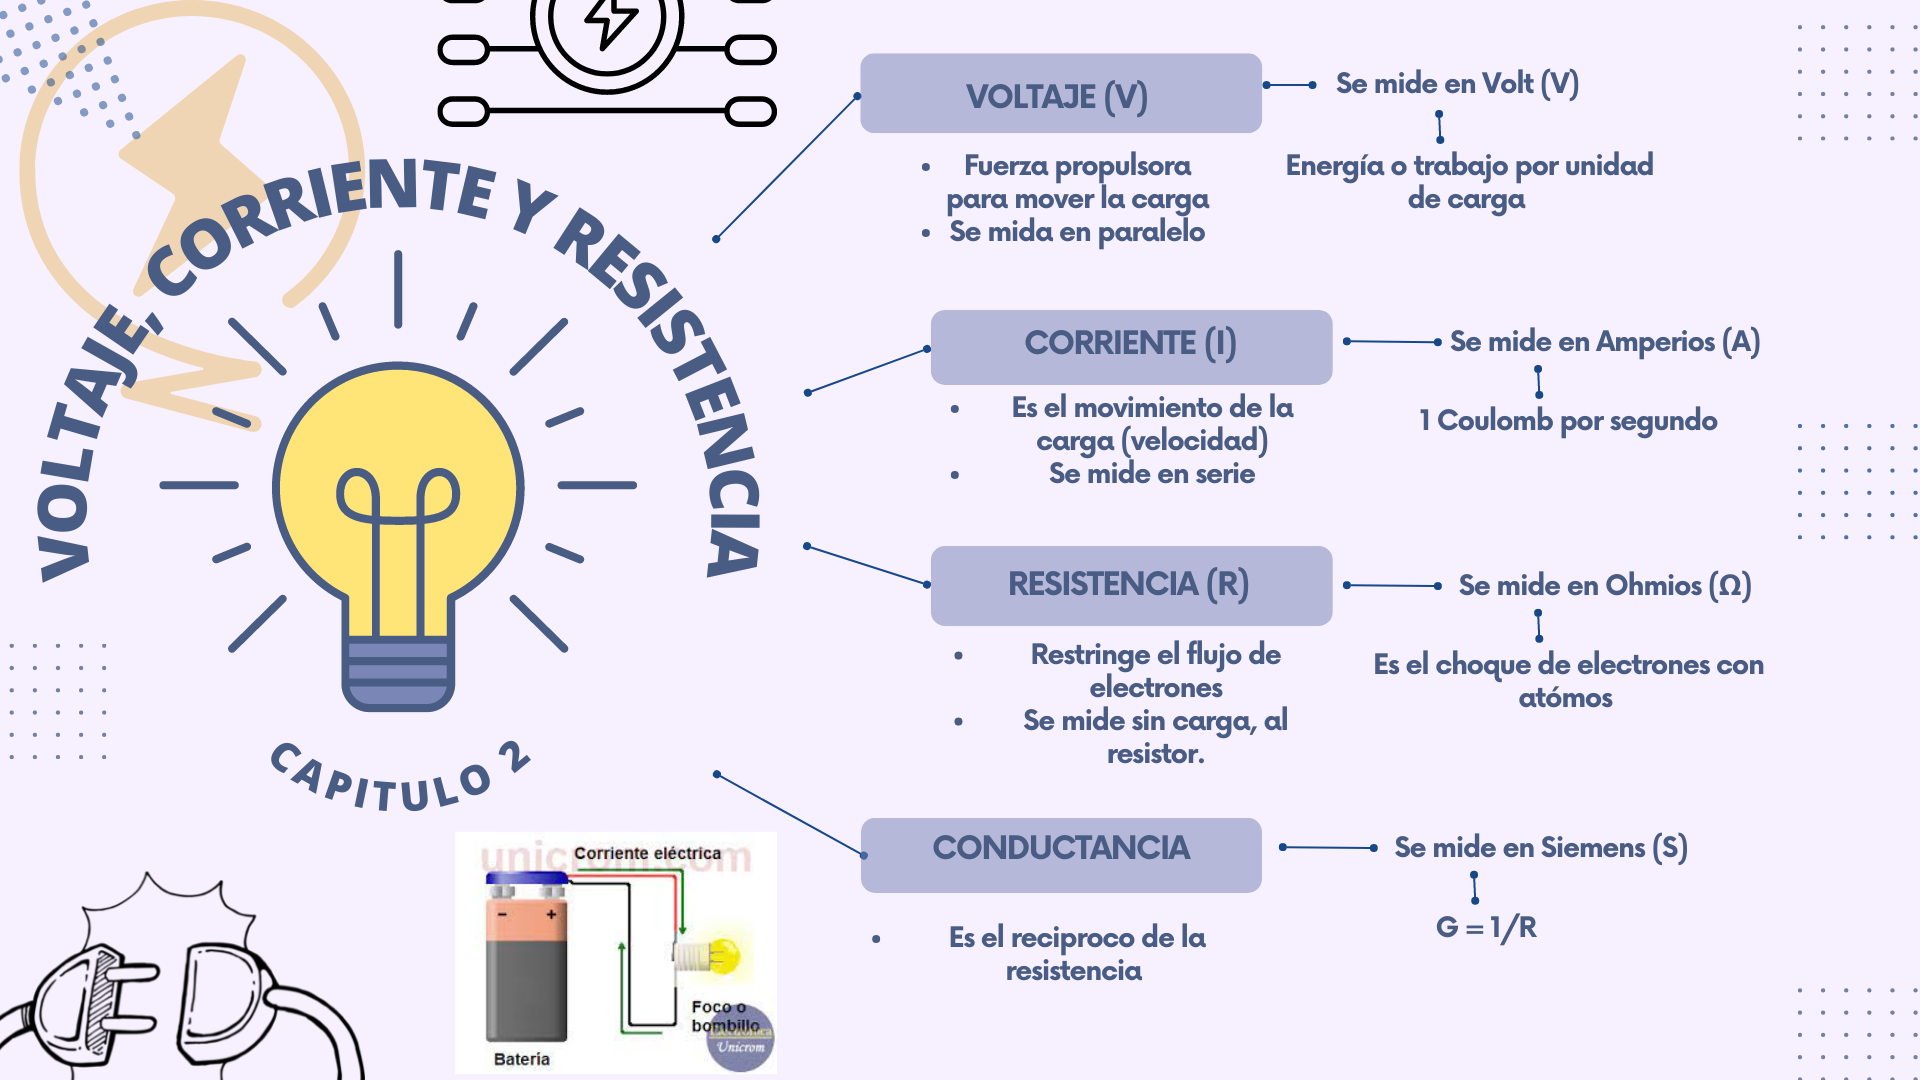 VOLTAJE, CORRIENTE Y RESISTENCIA
CAPITULO 2
VOLTAJE (V)
Se mide en Volt (V)
Energía o trabajo por unidad
de carga
• Fuerza propulsora
para mover la carga
• Se mida en paralelo
CORRIENTE (I)
Se mide en Amperios (A)
1 Coulomb por segundo
• Es el movimiento de la
carga (velocidad)
• Se mide en serie
RESISTENCIA (R)
Se mide en Ohmios (Ω)
Es el choque de electrones con
atómos
• Restringe el flujo de
electrones
• Se mide sin carga, al
resistor.
CONDUCTANCIA
Se mide en Siemens (S)
G = 1/R
• Es el reciproco de la
resistencia
unicrom.com
Corriente eléctrica
- +
Foco o
bombillo
Unicrom
Batería